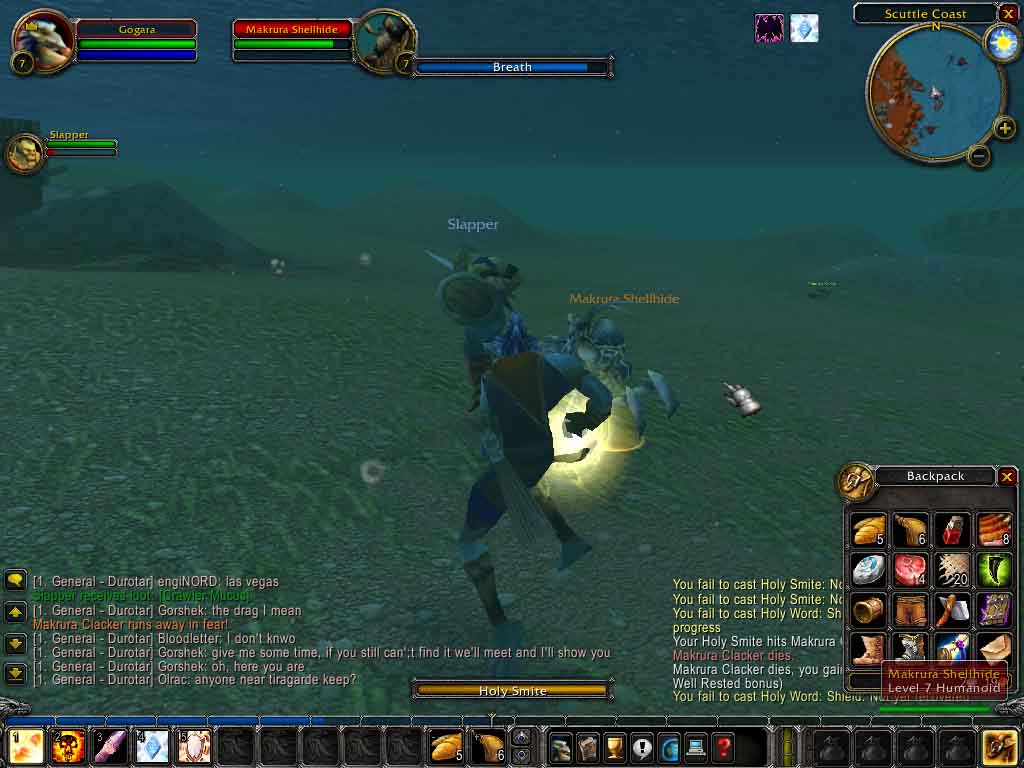 Gogara
7
Makrura Shellhide
7
Breath
Scuttle Coast
N
Slapper
Slapper
Makrura Shellhide
Backpack
5
6
8
4
20
[1. General - Durotar] engiNORD: las vegas
Slapper receives loot: [Crawler Mucus]
[1. General - Durotar] Gorshek: the drag I mean
Makrura Clacker runs away in fear!
[1. General - Durotar] Bloodletter: I don't knwo
[1. General - Durotar] Gorshek: give me some time, if you still can';t find it we'll meet and I'll show you
[1. General - Durotar] Gorshek: oh, here you are
[1. General - Durotar] Olrac: anyone near tiragarde keep?
You fail to cast Holy Smite: No
You fail to cast Holy Smite: No
You fail to cast Holy Word: Sh
progress
Your Holy Smite hits Makrura
Makrura Clacker dies.
Makrura Clacker dies, you gai
Well Rested bonus)
You fail to cast Holy Word: Shield: Not yet
Makrura Shellhide
Level 7 Humanoid
Holy Smite
1
2
3
4
5
5
6